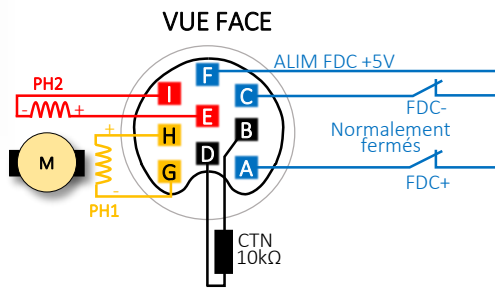 VUE FACE
F
ALIM FDC +5V
PH2
I
C
- +
E
FDC-
+
H
B
Normalement
fermés
M
D
G
A
-
FDC+
PH1
CTN
10kΩ